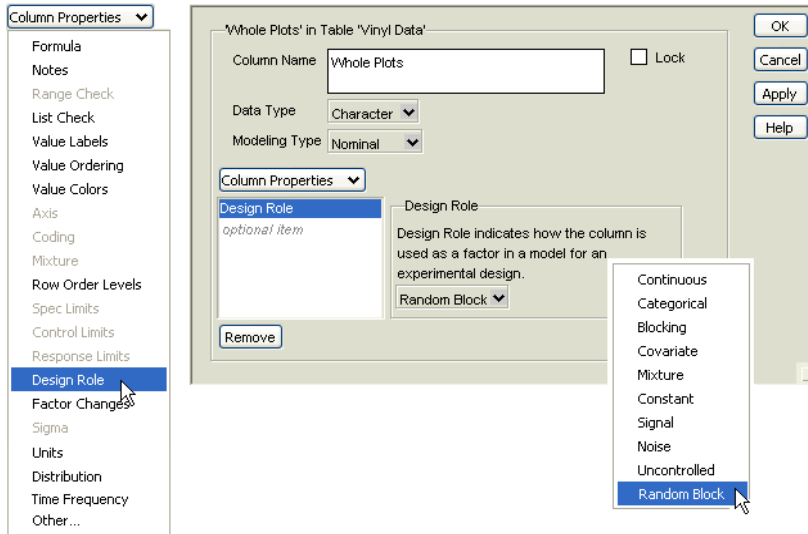 Column Properties
Formula
Notes
Range Check
List Check
Value Labels
Value Ordering
Value Colors
Axis
Coding
Mixture
Row Order Levels
Spec Limits
Control Limits
Response Limits
Design Role
Factor Changes
Sigma
Units
Distribution
Time Frequency
Other...
'Whole Plots' in Table 'Vinyl Data'
Column Name Whole Plots Lock
Data Type Character
Modeling Type Nominal
Column Properties
Design Role
optional item
Design Role
Design Role indicates how the column is
used as a factor in a model for an
experimental design.
Random Block
Remove
OK
Cancel
Apply
Help
Continuous
Categorical
Blocking
Covariate
Mixture
Constant
Signal
Noise
Uncontrolled
Random Block